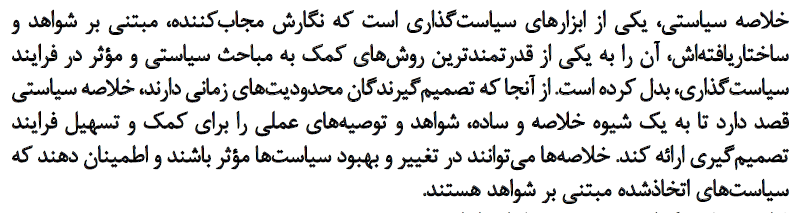 خلاصه سیاستی، یکی از ابزارهای سیاست‌گذاری است که نگارش مجاب‌کننده، مبتنی بر شواهد و
ساختاریافته‌اش، آن را به یکی از قدرتمندترین روش‌های کمک به مباحث سیاستی و مؤثر در فرایند
سیاست‌گذاری، بدل کرده است. از آنجا که تصمیم‌گیرندگان محدودیت‌های زمانی دارند، خلاصه سیاستی
قصد دارد تا به یک شیوه خلاصه و ساده، شواهد و توصیه‌های عملی را برای کمک و تسهیل فرایند
تصمیم‌گیری ارائه کند. خلاصه‌ها می‌توانند در تغییر و بهبود سیاست‌ها مؤثر باشند و اطمینان دهند که
سیاست‌های اتخاذشده مبتنی بر شواهد هستند.